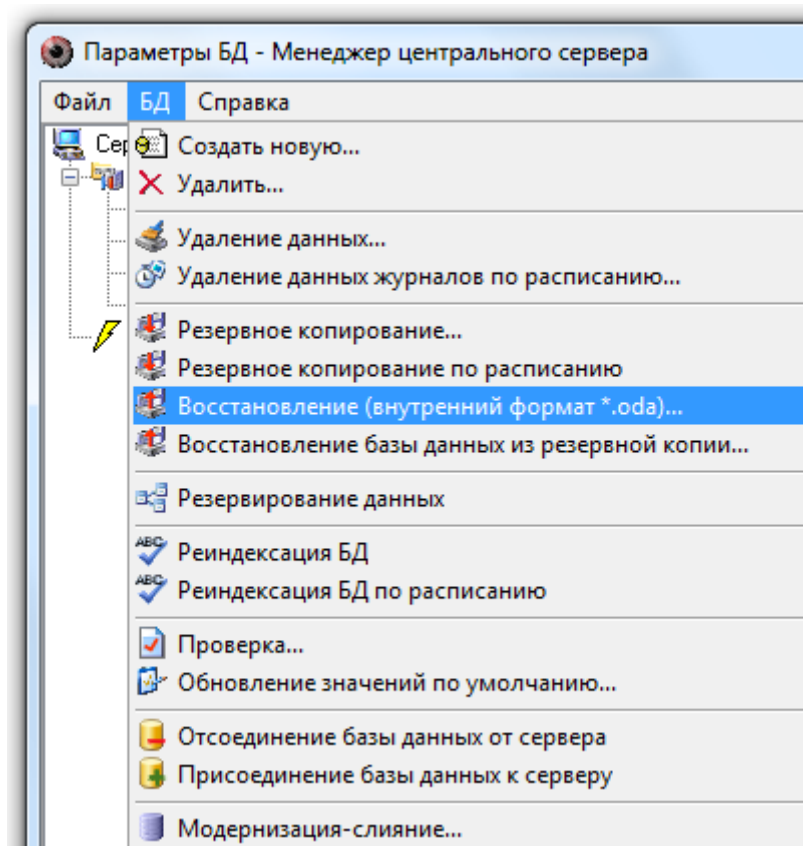 Параметры БД - Менеджер центрального сервера
Файл БД Справка
Сер
Создать новую...
Удалить...
Удаление данных...
Удаление данных журналов по расписанию...
Резервное копирование...
Резервное копирование по расписанию
Восстановление (внутренний формат *.oda)...
Восстановление базы данных из резервной копии...
Резервирование данных
ABC
Реиндексация БД
ABC
Реиндексация БД по расписанию
Проверка...
Обновление значений по умолчанию...
Отсоединение базы данных от сервера
Присоединение базы данных к серверу
Модернизация-слияние...